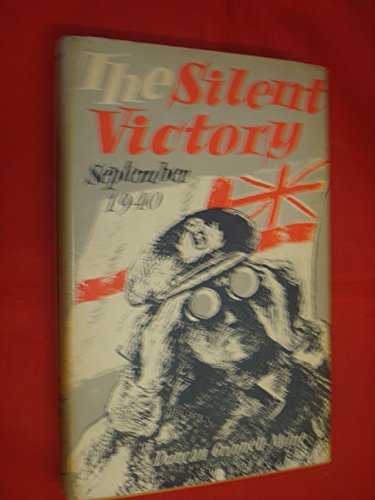 The Silent
Victory
September
1940
Duncan Grinnell-Milne